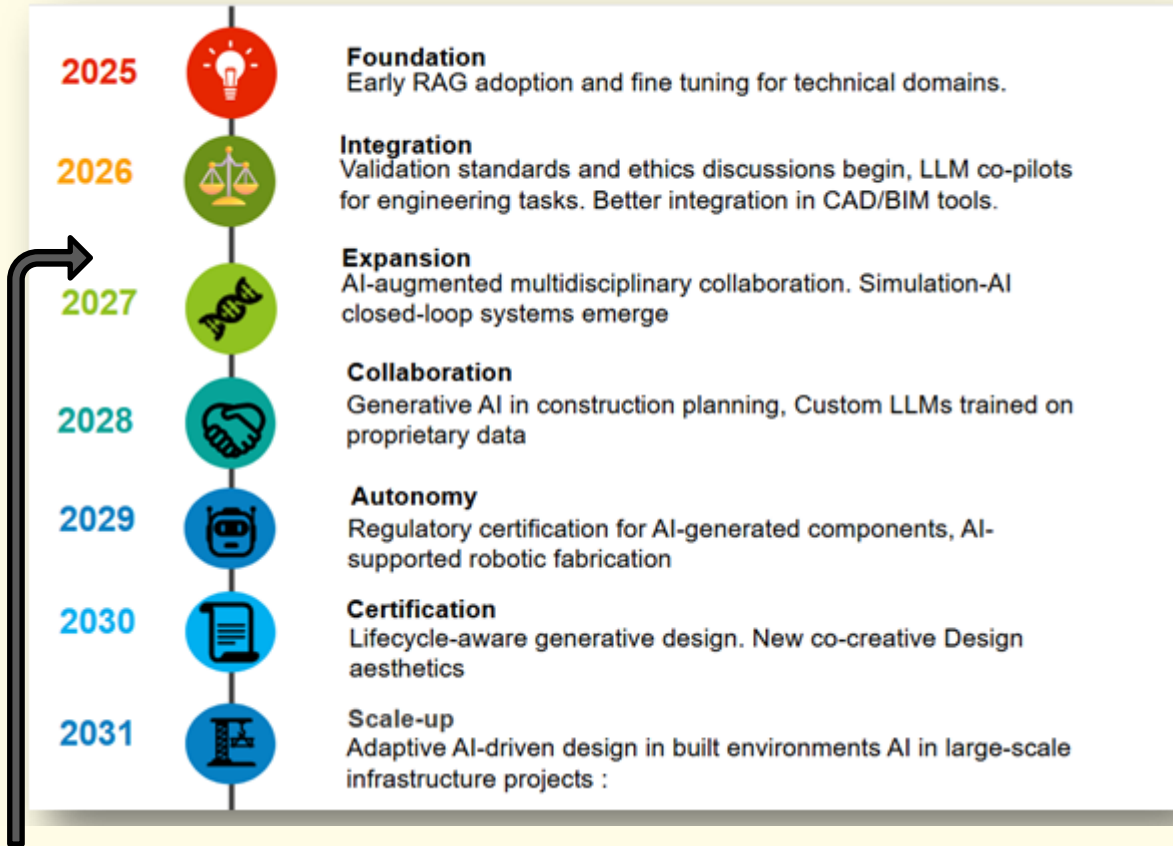 2025
Foundation
Early RAG adoption and fine tuning for technical domains.
2026
Integration
Validation standards and ethics discussions begin, LLM co-pilots
for engineering tasks. Better integration in CAD/BIM tools.
2027
Expansion
AI-augmented multidisciplinary collaboration. Simulation-AI
closed-loop systems emerge
2028
Collaboration
Generative AI in construction planning, Custom LLMs trained on
proprietary data
2029
Autonomy
Regulatory certification for AI-generated components, AI-
supported robotic fabrication
2030
Certification
Lifecycle-aware generative design. New co-creative Design
aesthetics
2031
Scale-up
Adaptive AI-driven design in built environments AI in large-scale
infrastructure projects :